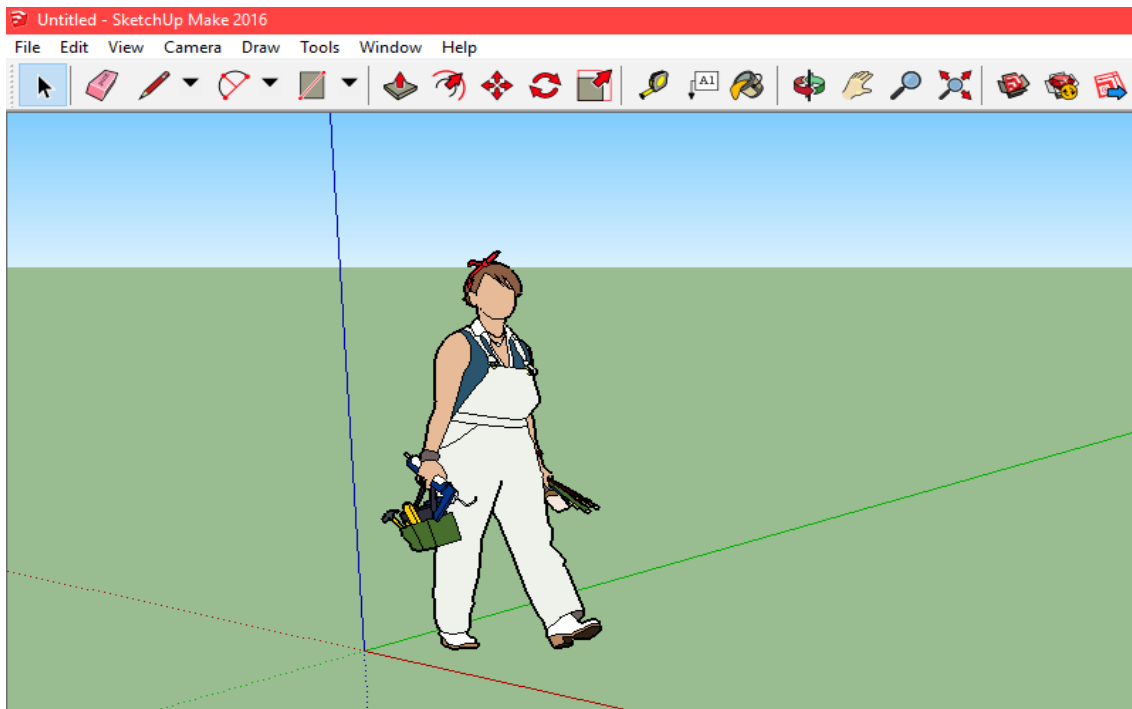 Untitled - SketchUp Make 2016
File Edit View Camera Draw Tools Window Help
A1